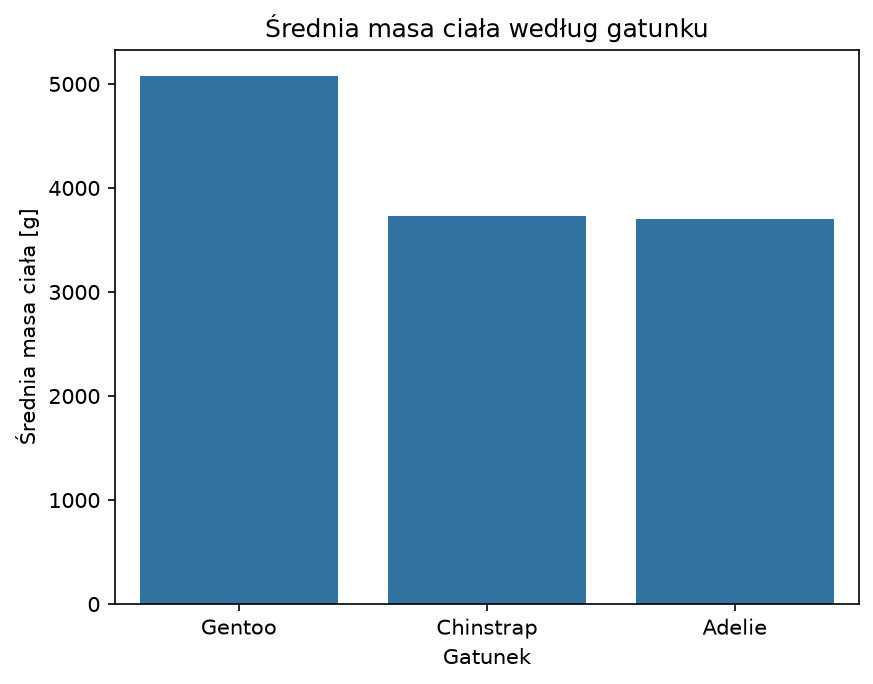 Średnia masa ciała według gatunku
Średnia masa ciała [g]
5000
4000
3000
2000
1000
0
Gentoo Chinstrap Adelie
Gatunek